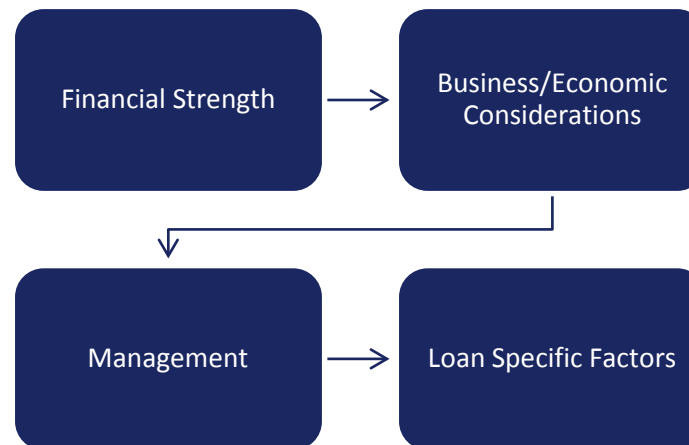 Financial Strength
Business/Economic
Considerations
Management
Loan Specific Factors